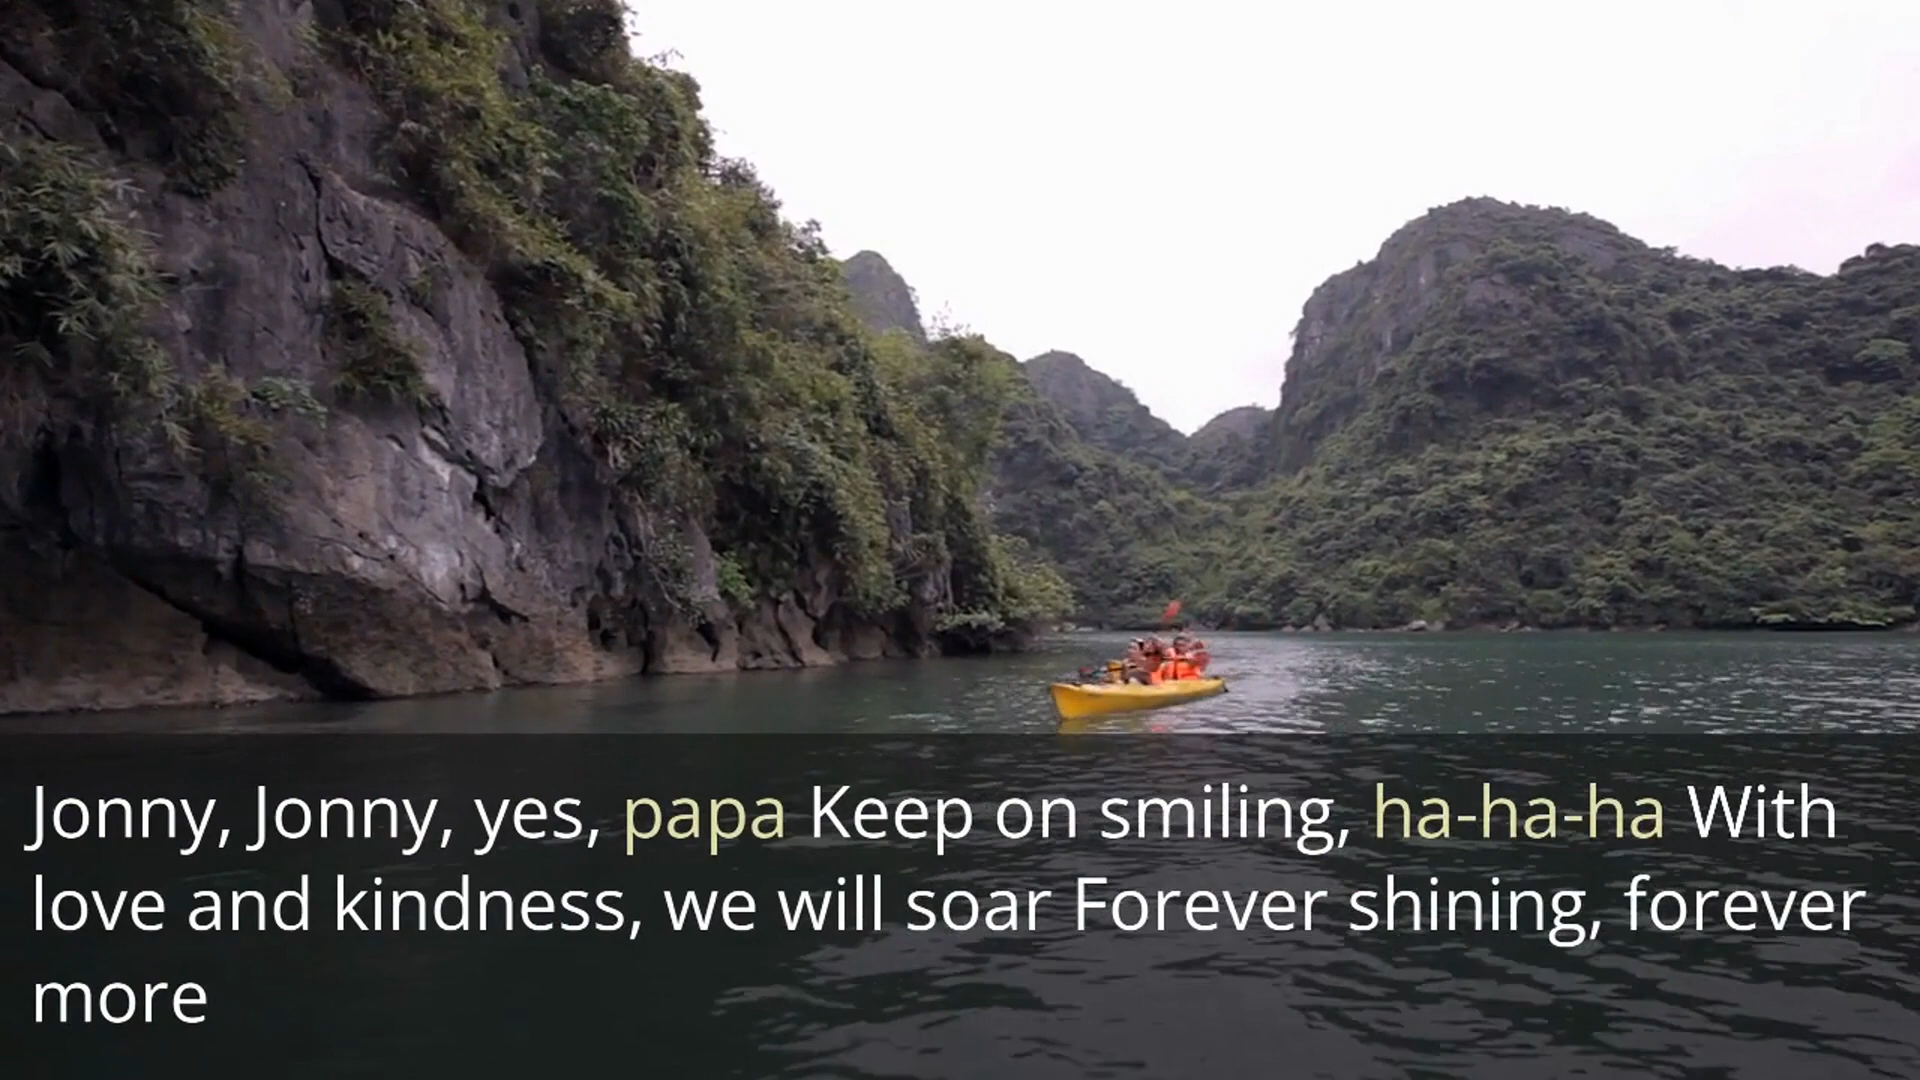 Jonny, Jonny, yes, papa Keep on smiling, ha-ha-ha With
love and kindness, we will soar Forever shining, forever
more